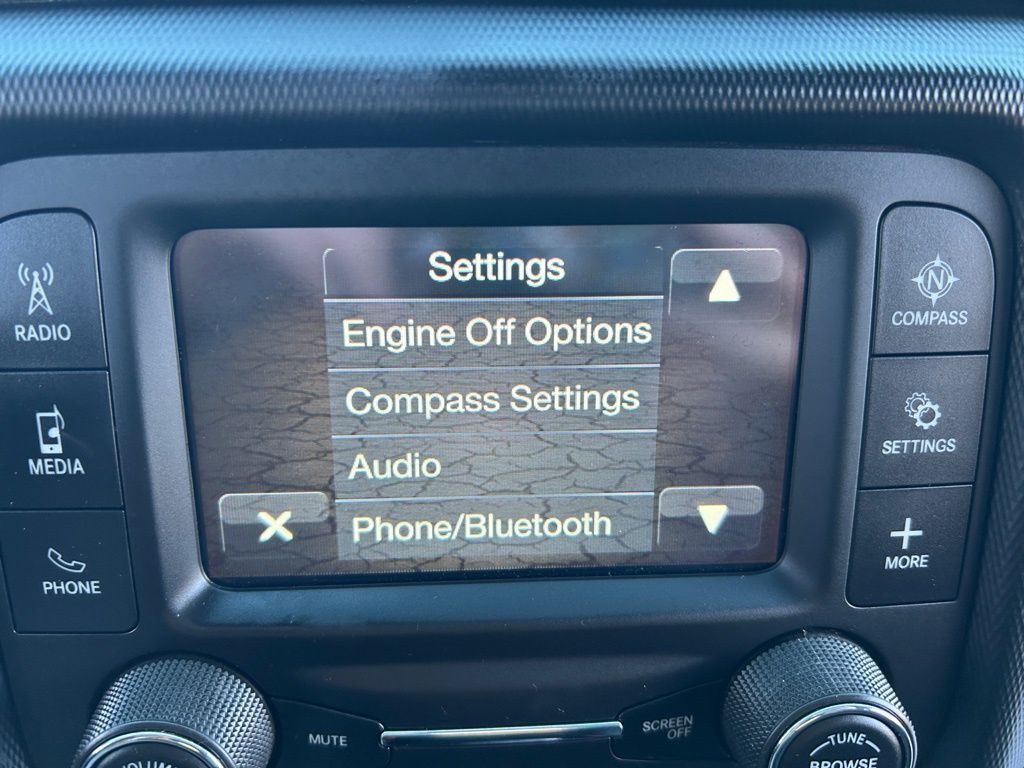 Settings
Engine Off Options
Compass Settings
Audio
Phone/Bluetooth
RADIO
MEDIA
PHONE
N
COMPASS
SETTINGS
MORE
VOLUME
MUTE
SCREEN
OFF
TUNE
BROWSE